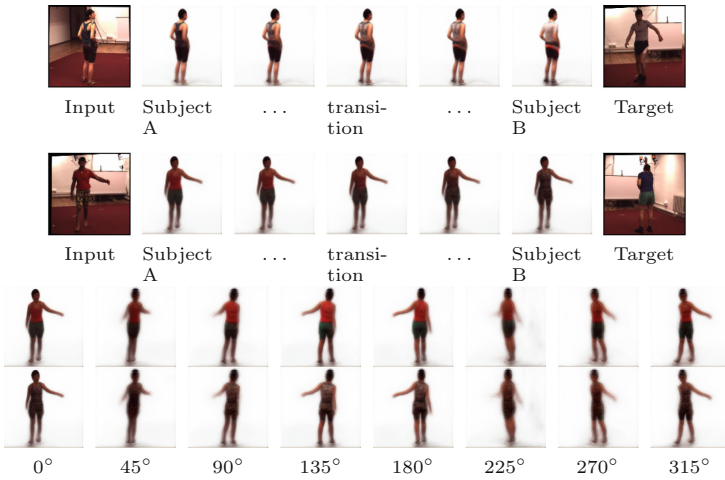 Input Subject A ... transi-tion ... Subject B Target
Input Subject A ... transi-tion ... Subject B Target
0° 45° 90° 135° 180° 225° 270° 315°